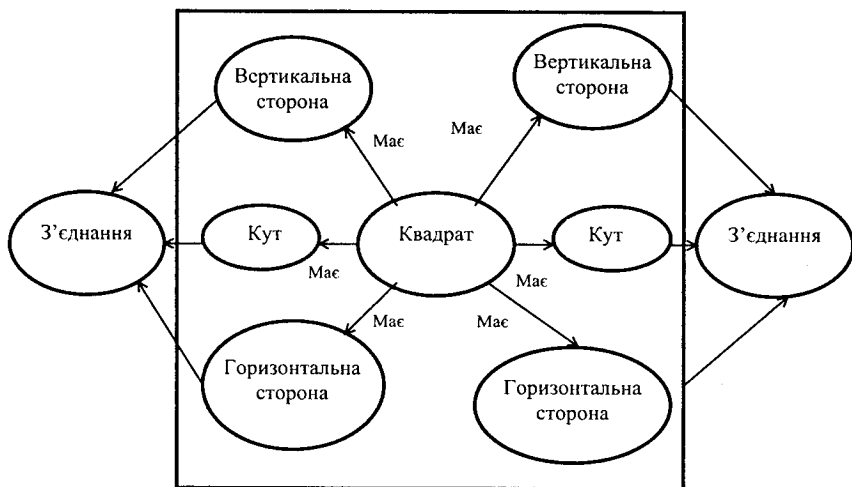 Вертикальна
сторона
Вертикальна
сторона
Має
Має
З’єднання
Кут
Квадрат
Кут
З’єднання
Має
Має
Має
Має
Горизонтальна
сторона
Горизонтальна
сторона